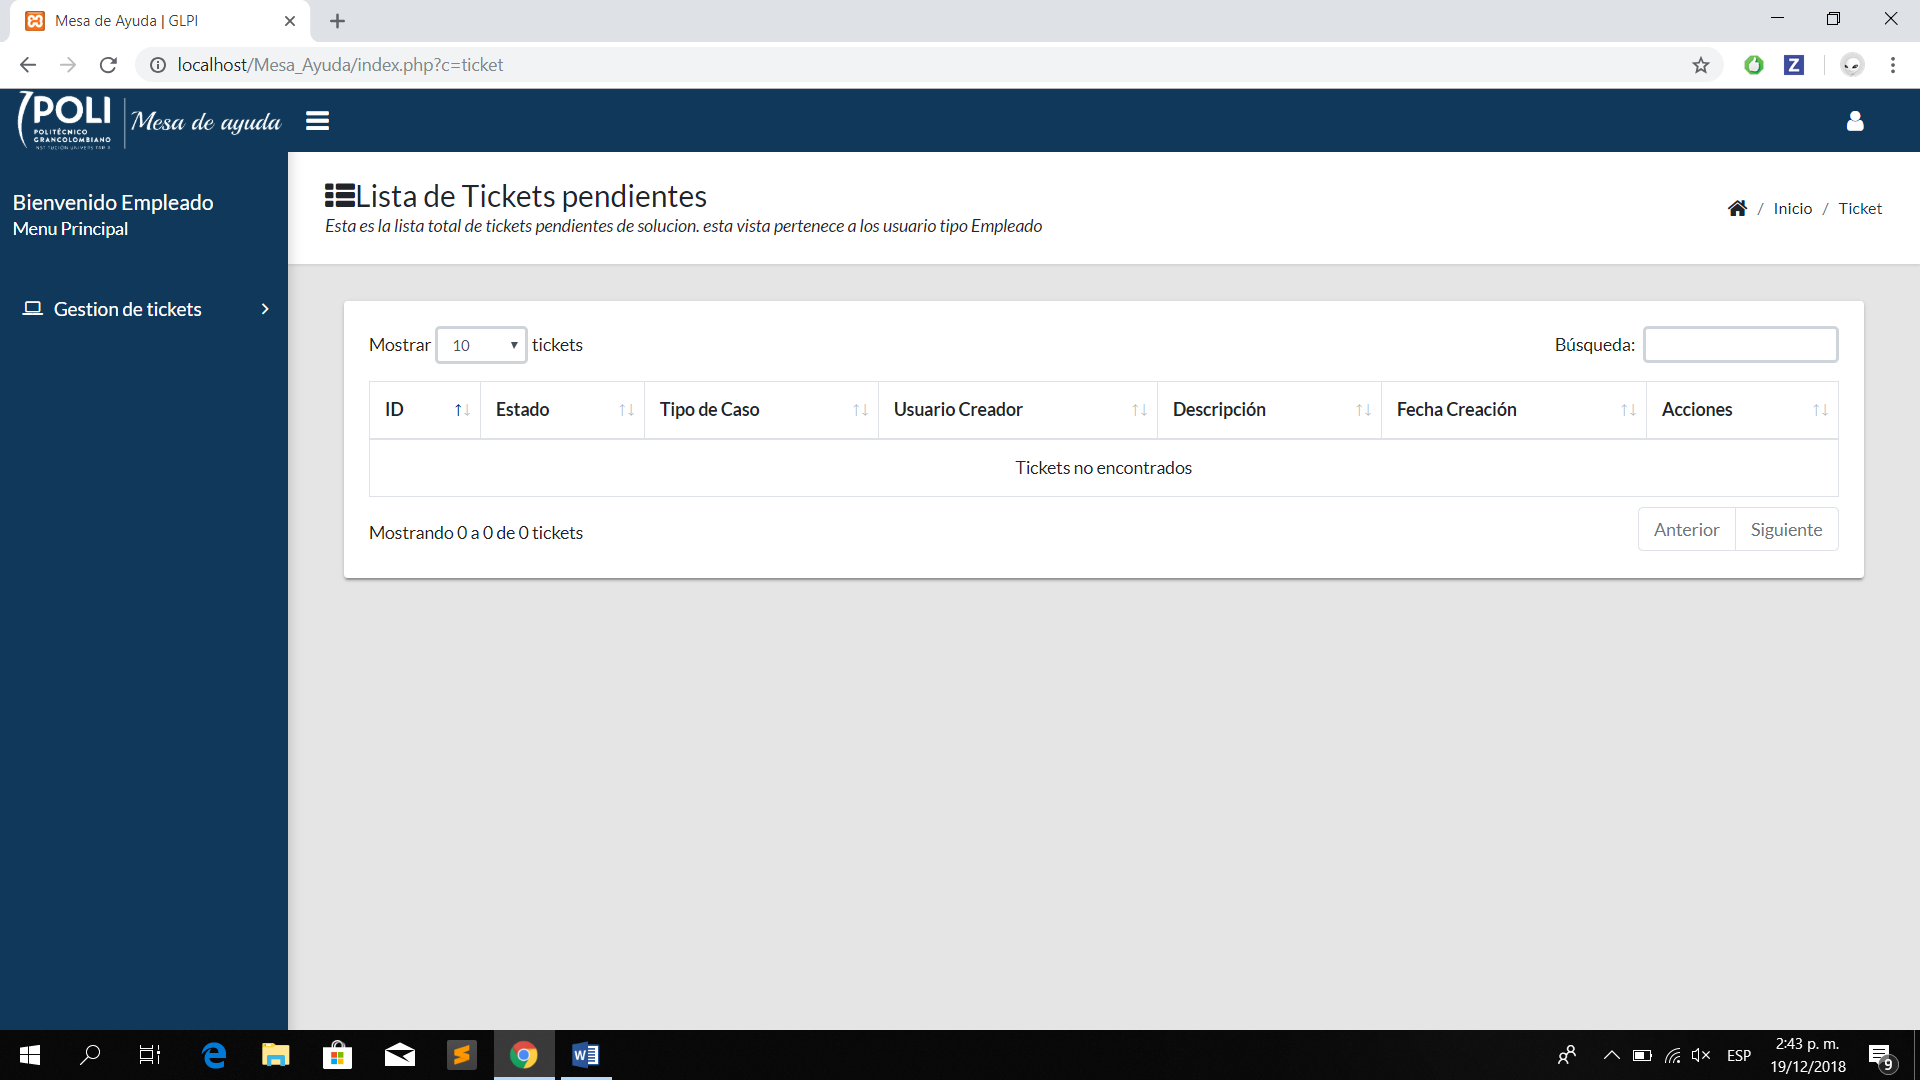 Mesa de Ayuda | GLPI
localhost/Mesa_Ayuda/index.php?c=ticket
POLI
POLITÉCNICO
GRANCOLOMBIANO
Mesa de ayuda
Bienvenido Empleado
Menu Principal
Gestion de tickets
Lista de Tickets pendientes
Esta es la lista total de tickets pendientes de solucion. esta vista pertenece a los usuario tipo Empleado
Inicio / Ticket
Mostrar 10 tickets
Búsqueda:
ID Estado Tipo de Caso Usuario Creador Descripción Fecha Creación Acciones
Tickets no encontrados
Mostrando 0 a 0 de 0 tickets
Anterior Siguiente
ESP
2:43 p. m.
19/12/2018
9